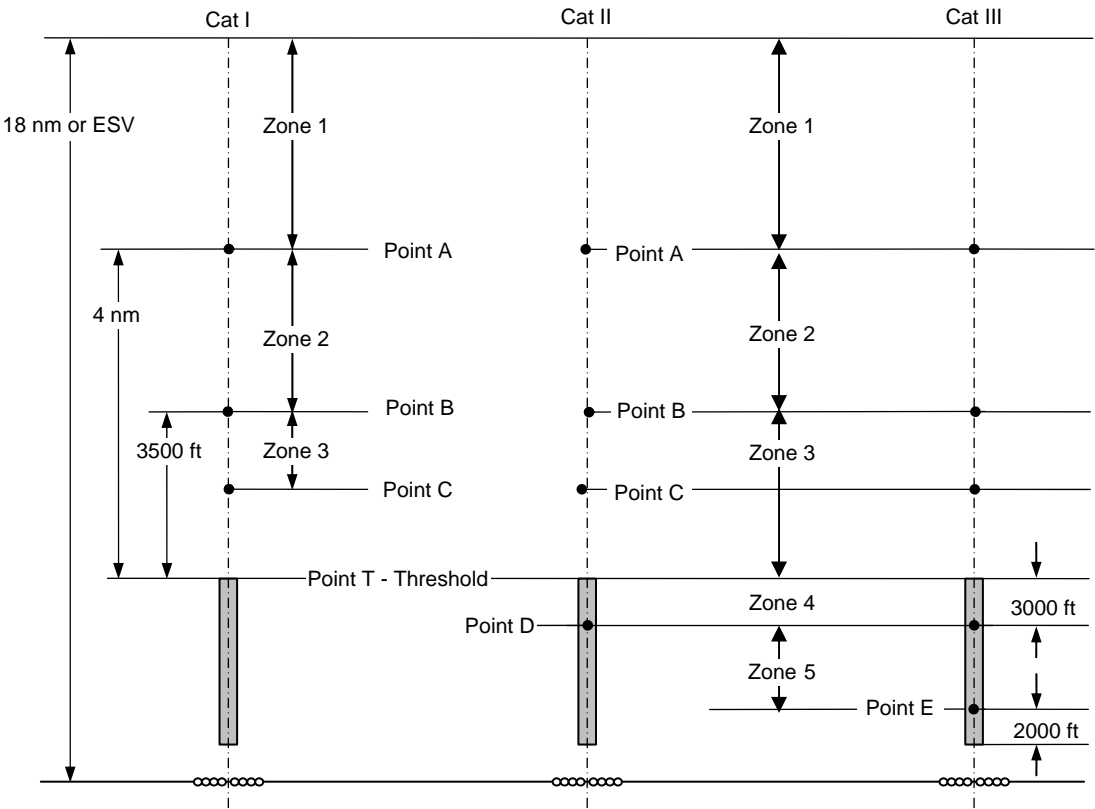 Cat I
Cat II
Cat III
18 nm or ESV
Zone 1
Zone 1
Point A
Point A
4 nm
Zone 2
Zone 2
Point B
Point B
3500 ft
Zone 3
Zone 3
Point C
Point C
Point T - Threshold
Zone 4
3000 ft
Point D
Zone 5
Point E
2000 ft